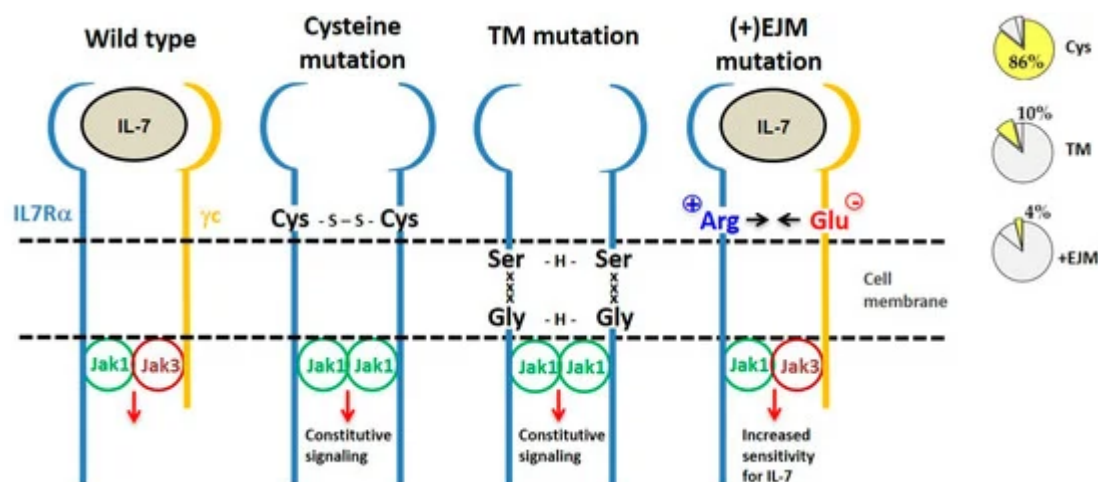 Wild type
Cysteine
mutation
TM mutation
(+)EJM
mutation
86%
Cys
10%
TM
4%
+EJM
IL-7
IL-7
IL7Rα
γc
Cys - S – S - Cys
⊕
Arg
Glu
⊖
Ser - H - Ser
x x
x x
x x
x x
Gly - H - Gly
Cell
membrane
Jak1 Jak3
Jak1 Jak1
Jak1 Jak1
Jak1 Jak3
Constitutive
signaling
Constitutive
signaling
Increased
sensitivity
for IL-7